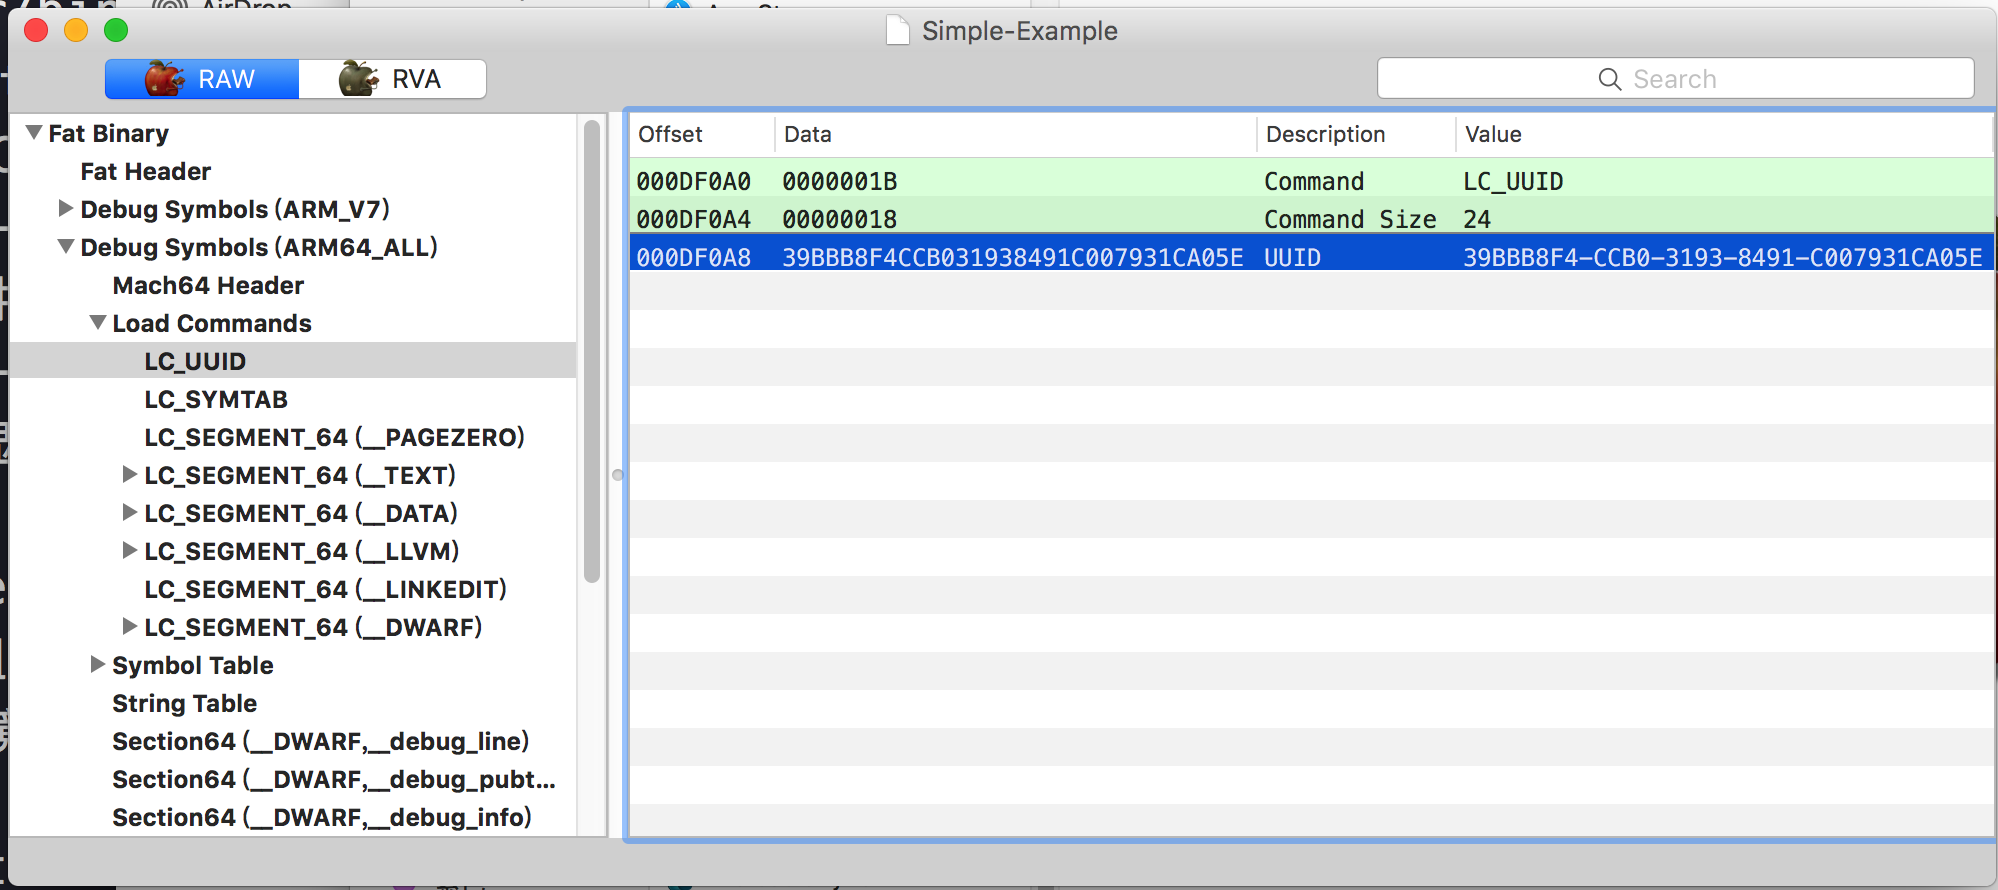 Simple-Example
RAW RVA Search
Fat Binary
Fat Header
Debug Symbols (ARM_V7)
Debug Symbols (ARM64_ALL)
Mach64 Header
Load Commands
LC_UUID
LC_SYMTAB
LC_SEGMENT_64 (__PAGEZERO)
LC_SEGMENT_64 (__TEXT)
LC_SEGMENT_64 (__DATA)
LC_SEGMENT_64 (__LLVM)
LC_SEGMENT_64 (__LINKEDIT)
LC_SEGMENT_64 (__DWARF)
Symbol Table
String Table
Section64 (__DWARF,__debug_line)
Section64 (__DWARF,__debug_pubt...
Section64 (__DWARF,__debug_info)
Offset Data Description Value
000DF0A0 0000001B Command LC_UUID
000DF0A4 00000018 Command Size 24
000DF0A8 39BBB8F4CCB031938491C007931CA05E UUID 39BBB8F4-CCB0-3193-8491-C007931CA05E